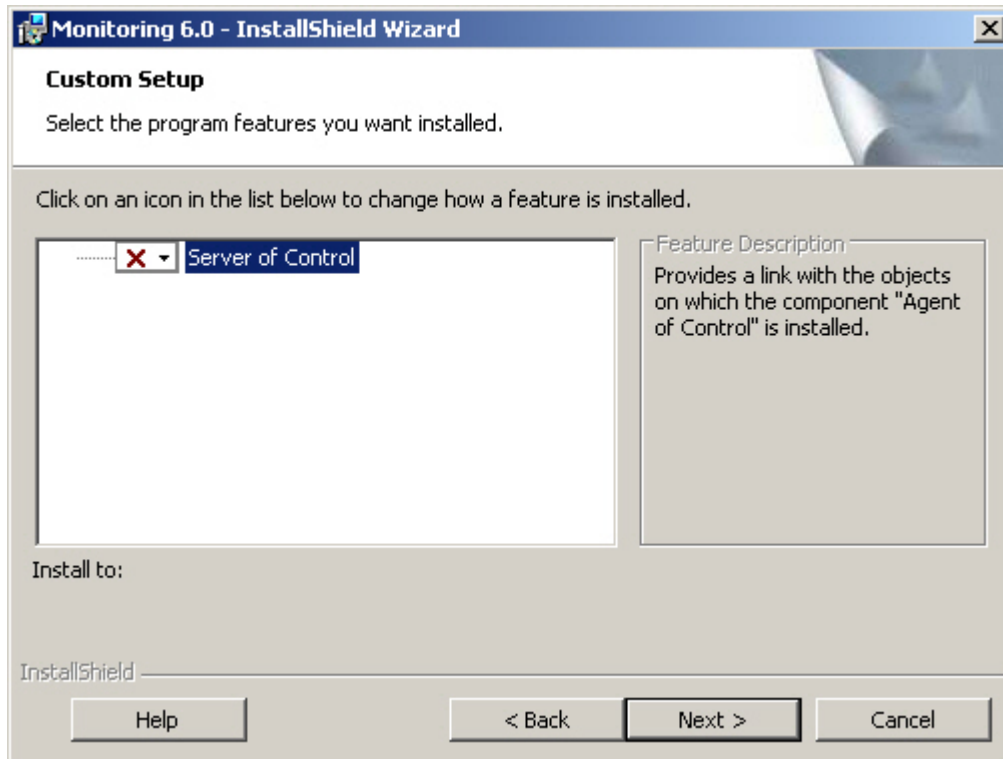 Monitoring 6.0 - InstallShield Wizard
Custom Setup
Select the program features you want installed.
Click on an icon in the list below to change how a feature is installed.
Server of Control
Feature Description
Provides a link with the objects
on which the component "Agent
of Control" is installed.
Install to:
InstallShield
Help
< Back
Next >
Cancel